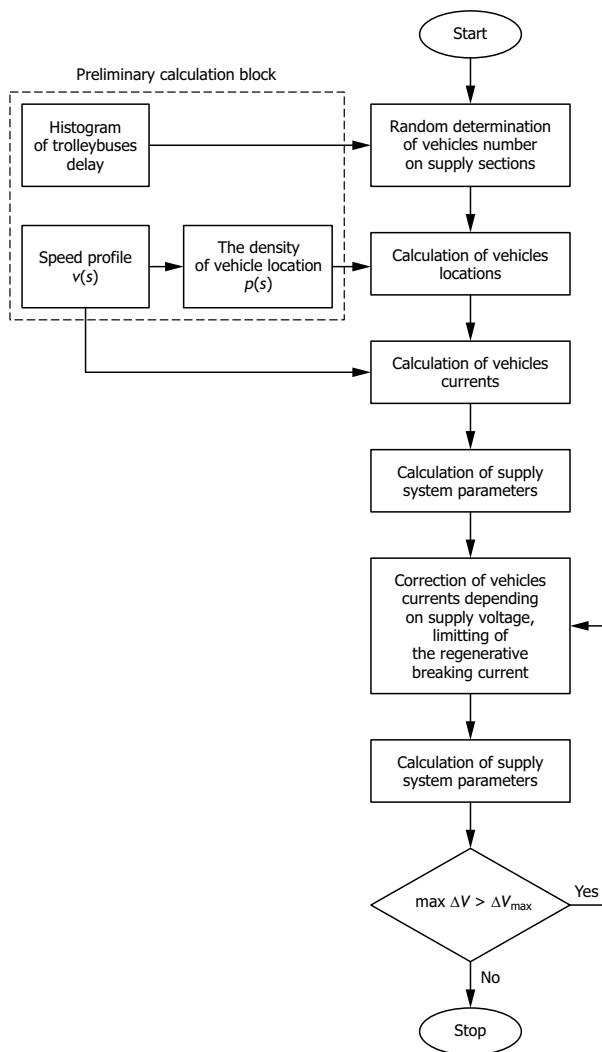 Start
Preliminary calculation block
Histogram
of trolleybuses
delay
Random determination
of vehicles number
on supply sections
Speed profile
v(s)
The density
of vehicle location
p(s)
Calculation of vehicles
locations
Calculation of vehicles
currents
Calculation of supply
system parameters
Correction of vehicles
currents depending
on supply voltage,
limitting of
the regenerative
breaking current
Calculation of supply
system parameters
max ΔV > ΔVmax
Yes
No
Stop